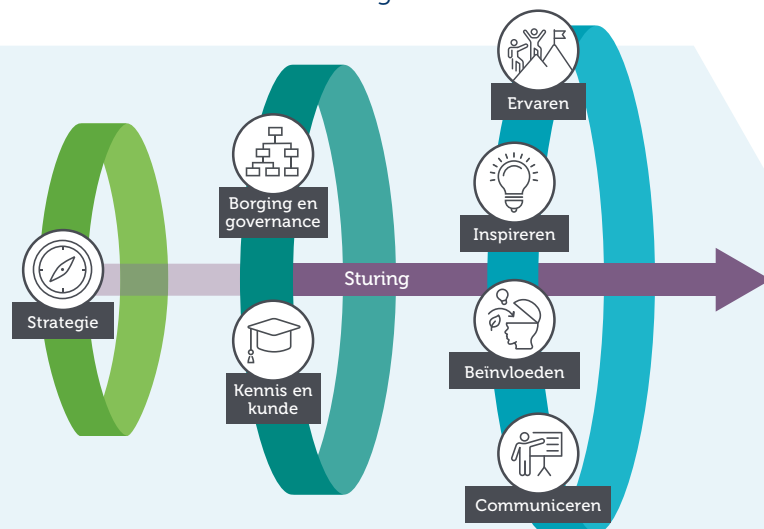 Strategie
Borging en
governance
Kennis en
kunde
Sturing
Ervaren
Inspireren
Beïnvloeden
Communiceren